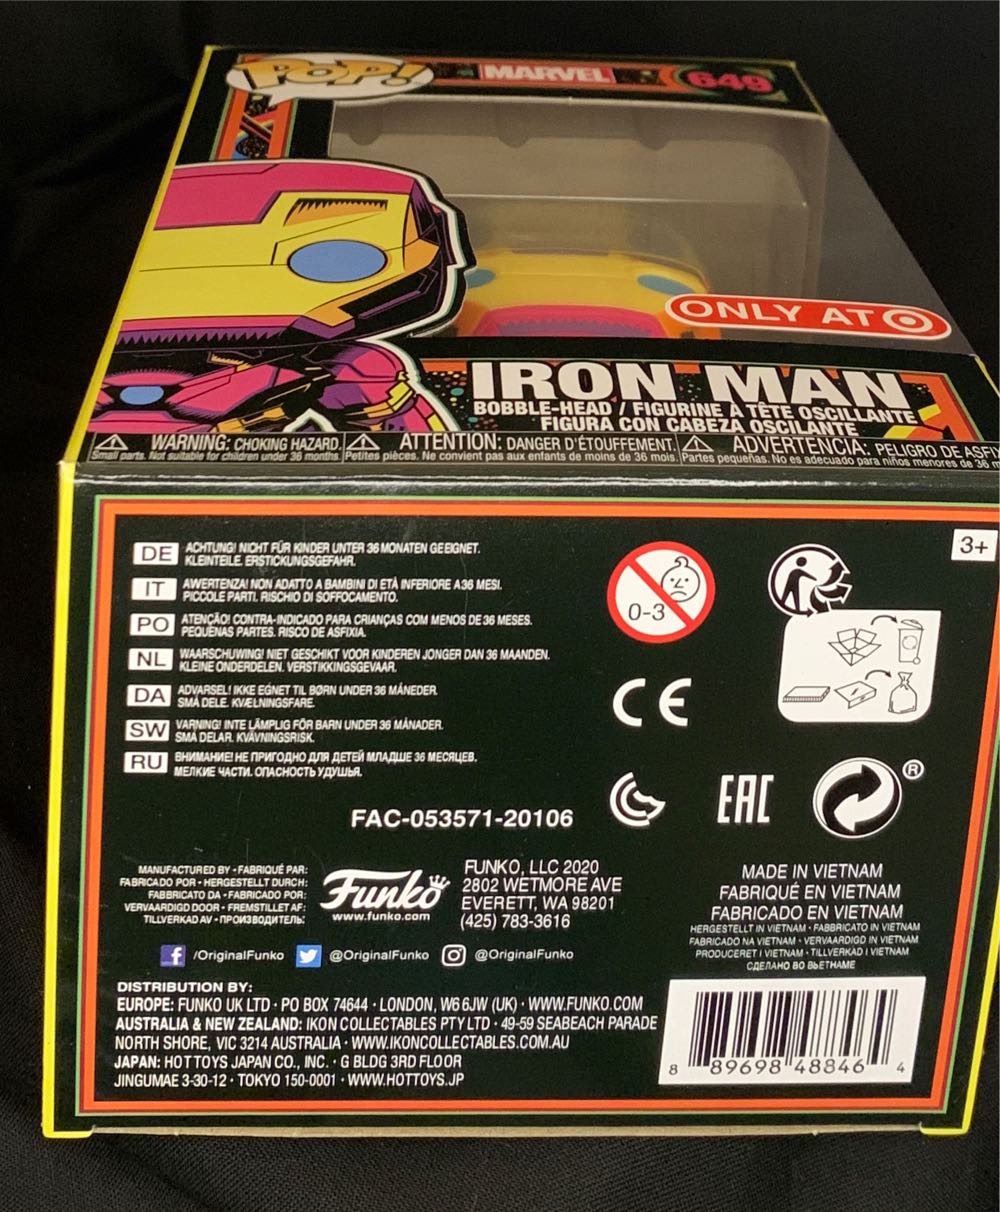 POP!
MARVEL
649
ONLY AT
IRON MAN
BOBBLE-HEAD / FIGURINE À TÊTE OSCILLANTE
FIGURA CON CABEZA OSCILANTE
WARNING: CHOKING HAZARD.
Small parts. Not suitable for children under 36 months.
ATTENTION: DANGER D'ÉTOUFFEMENT.
Petites pièces. Ne convient pas aux enfants de moins de 36 mois.
ADVERTENCIA: PELIGRO DE ASFI
Partes pequeñas. No es adecuado para niños menores de 36 m
3+
DE ACHTUNG! NICHT FÜR KINDER UNTER 36 MONATEN GEEIGNET.
KLEINTEILE. ERSTICKUNGSGEFAHR.
IT AWERTENZA! NON ADATTO A BAMBINI DI ETÀ INFERIORE A 36 MESI.
PICCOLE PARTI. RISCHIO DI SOFFOCAMENTO.
PO ATENÇÃO! CONTRA-INDICADO PARA CRIANÇAS COM MENOS DE 36 MESES.
PEQUENAS PARTES. RISCO DE ASFIXIA.
NL WAARSCHUWING! NIET GESCHIKT VOOR KINDEREN JONGER DAN 36 MAANDEN.
KLEINE ONDERDELEN. VERSTIKKINGSGEVAAR.
DA ADVARSEL! IKKE EGNET TIL BØRN UNDER 36 MÅNEDER.
SMÅ DELE. KVÆLNINGSFARE.
SW VARNING! INTE LÄMPLIG FÖR BARN UNDER 36 MÅNADER.
SMÅ DELAR. KVÄVNINGSRISK.
RU ВНИМАНИЕ! НЕ ПРИГОДНО ДЛЯ ДЕТЕЙ МЛАДШЕ 36 МЕСЯЦЕВ.
МЕЛКИЕ ЧАСТИ. ОПАСНОСТЬ УДУШЬЯ.
0-3
CE
EAC
®
FAC-053571-20106
MANUFACTURED BY • FABRIQUÉ PAR:
FABRICADO POR • HERGESTELLT DURCH:
FABBRICATO DA • FABRICADO POR:
VERVAARDIGD DOOR • FREMSTILLET AF:
TILLVERKAD AV • ПРОИЗВОДИТЕЛЬ:
Funko
www.funko.com
FUNKO, LLC 2020
2802 WETMORE AVE
EVERETT, WA 98201
(425) 783-3616
/OriginalFunko @OriginalFunko @OriginalFunko
MADE IN VIETNAM
FABRIQUÉ EN VIETNAM
FABRICADO EN VIETNAM
HERGESTELLT IN VIETNAM • FABBRICATO IN VIETNAM
FABRICADO NA VIETNAM • VERVAARDIGD IN VIETNAM
PRODUCERET I VIETNAM • TILLVERKAD I VIETNAM
СДЕЛАНО ВО ВЬЕТНАМЕ
DISTRIBUTION BY:
EUROPE: FUNKO UK LTD • PO BOX 74644 • LONDON, W6 6JW (UK) • WWW.FUNKO.COM
AUSTRALIA & NEW ZEALAND: IKON COLLECTABLES PTY LTD • 49-59 SEABEACH PARADE
NORTH SHORE, VIC 3214 AUSTRALIA • WWW.IKONCOLLECTABLES.COM.AU
JAPAN: HOT TOYS JAPAN CO., INC. • G BLDG 3RD FLOOR
JINGUMAE 3-30-12 • TOKYO 150-0001 • WWW.HOTTOYS.JP
8 89698 48846 4